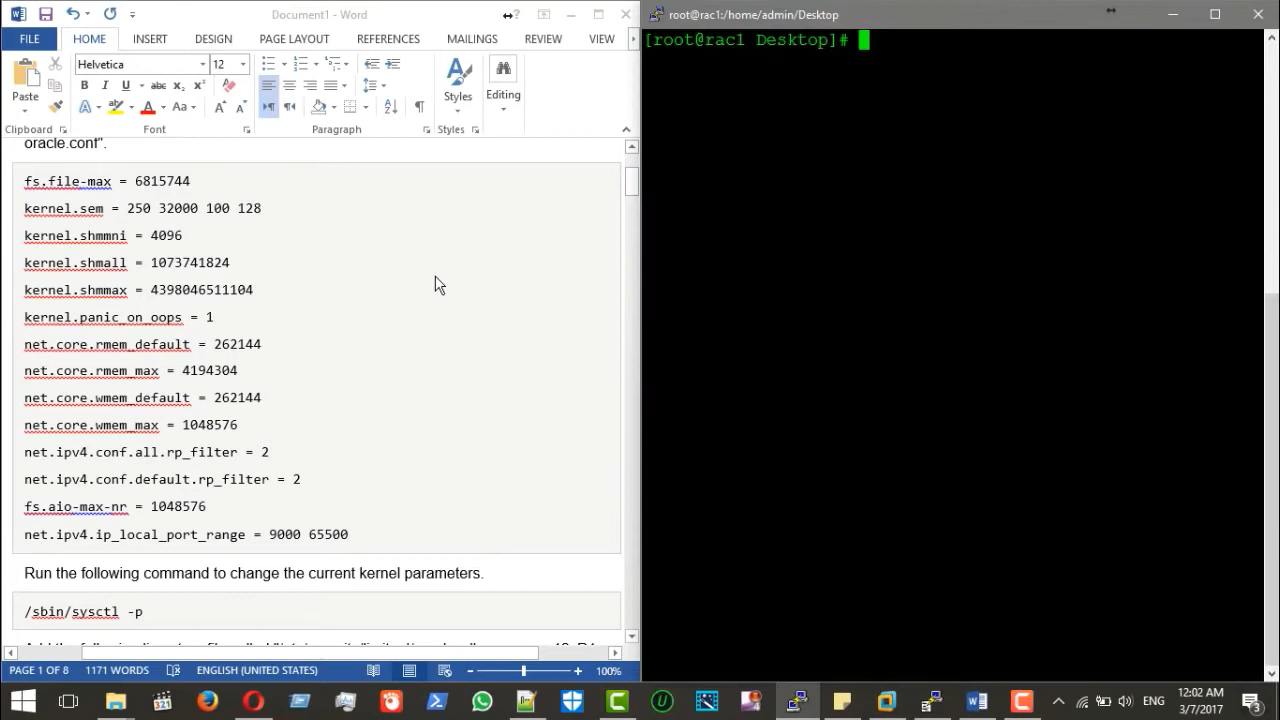 Document1 - Word
FILE HOME INSERT DESIGN PAGE LAYOUT REFERENCES MAILINGS REVIEW VIEW
Helvetica 12
Paste
Styles
Editing
Clipboard Font Paragraph Styles
oracle.conf".
fs.file-max = 6815744
kernel.sem = 250 32000 100 128
kernel.shmmni = 4096
kernel.shmall = 1073741824
kernel.shmmax = 4398046511104
kernel.panic_on_oops = 1
net.core.rmem_default = 262144
net.core.rmem_max = 4194304
net.core.wmem_default = 262144
net.core.wmem_max = 1048576
net.ipv4.conf.all.rp_filter = 2
net.ipv4.conf.default.rp_filter = 2
fs.aio-max-nr = 1048576
net.ipv4.ip_local_port_range = 9000 65500
Run the following command to change the current kernel parameters.
/sbin/sysctl -p
PAGE 1 OF 8 1171 WORDS ENGLISH (UNITED STATES) 100%
root@rac1:/home/admin/Desktop
[root@rac1 Desktop]#
ENG
12:02 AM
3/7/2017